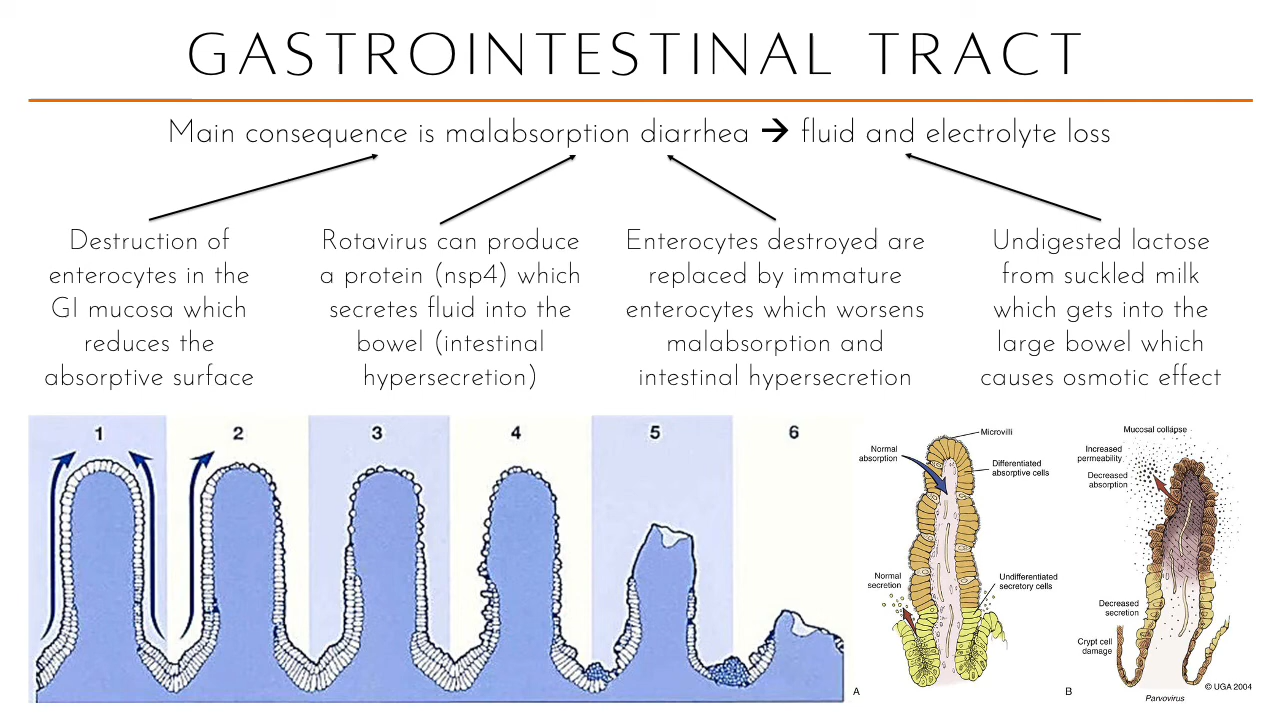 GASTROINTESTINAL TRACT
Main consequence is malabsorption diarrhea → fluid and electrolyte loss
Destruction of
enterocytes in the
GI mucosa which
reduces the
absorptive surface
Rotavirus can produce
a protein (nsp4) which
secretes fluid into the
bowel (intestinal
hypersecretion)
Enterocytes destroyed are
replaced by immature
enterocytes which worsens
malabsorption and
intestinal hypersecretion
Undigested lactose
from suckled milk
which gets into the
large bowel which
causes osmotic effect
1 2 3 4 5 6
Microvilli
Normal
absorption
Differentiated
absorptive cells
Normal
secretion
Undifferentiated
secretory cells
A
Mucosal collapse
Increased
permeability
Decreased
absorption
Decreased
secretion
Crypt cell
damage
B
Parvovirus
© UGA 2004